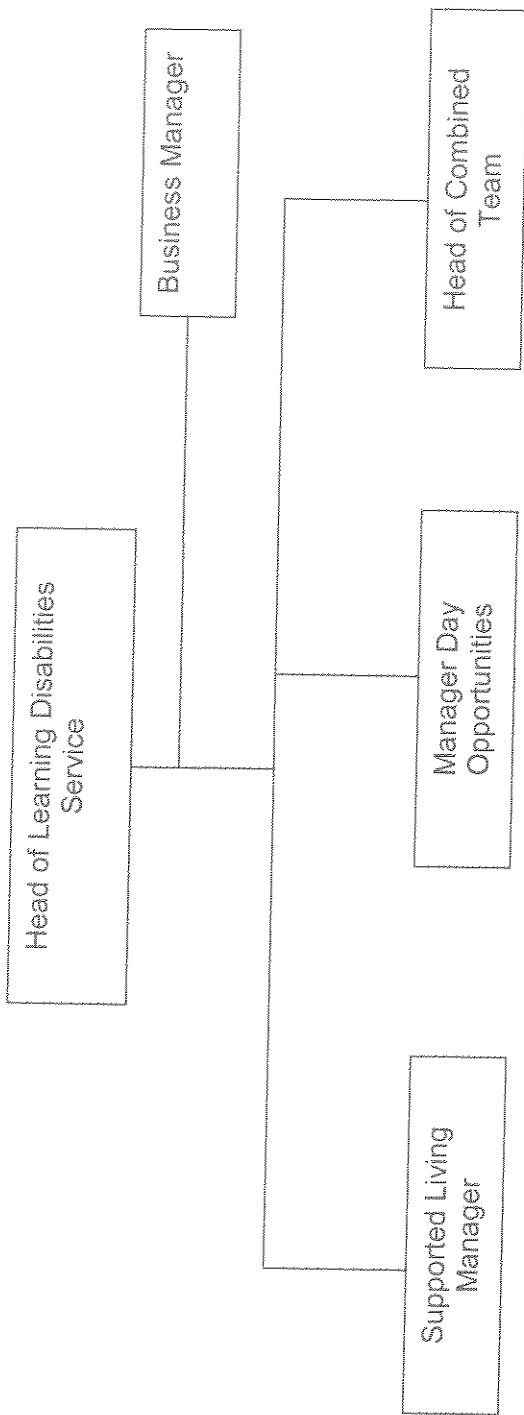 Head of Learning Disabilities
Service
Business Manager
Supported Living
Manager
Manager Day
Opportunities
Head of Combined
Team